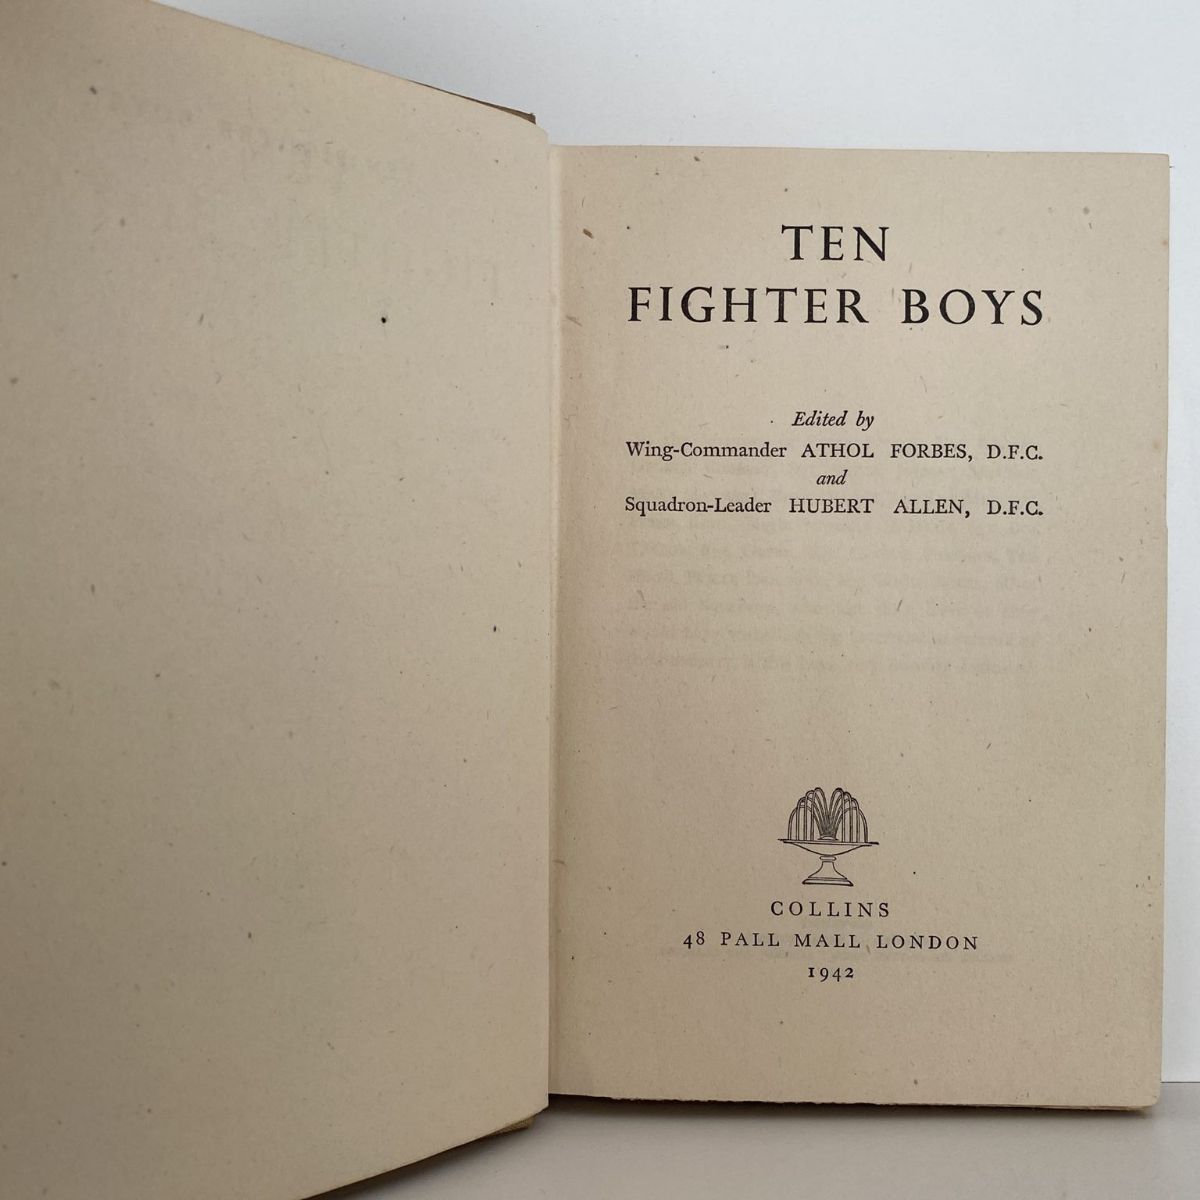 TEN
FIGHTER BOYS
Edited by
Wing-Commander ATHOL FORBES, D.F.C.
and
Squadron-Leader HUBERT ALLEN, D.F.C.
COLLINS
48 PALL MALL LONDON
1942